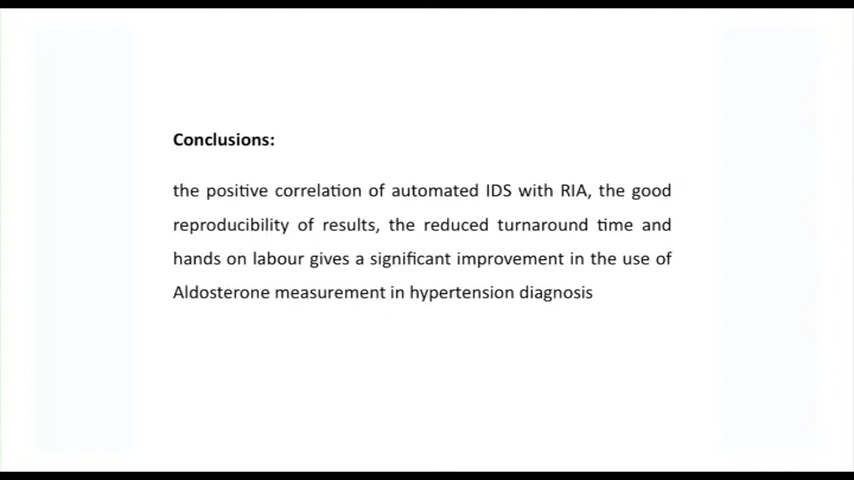 Conclusions:
the positive correlation of automated IDS with RIA, the good
reproducibility of results, the reduced turnaround time and
hands on labour gives a significant improvement in the use of
Aldosterone measurement in hypertension diagnosis